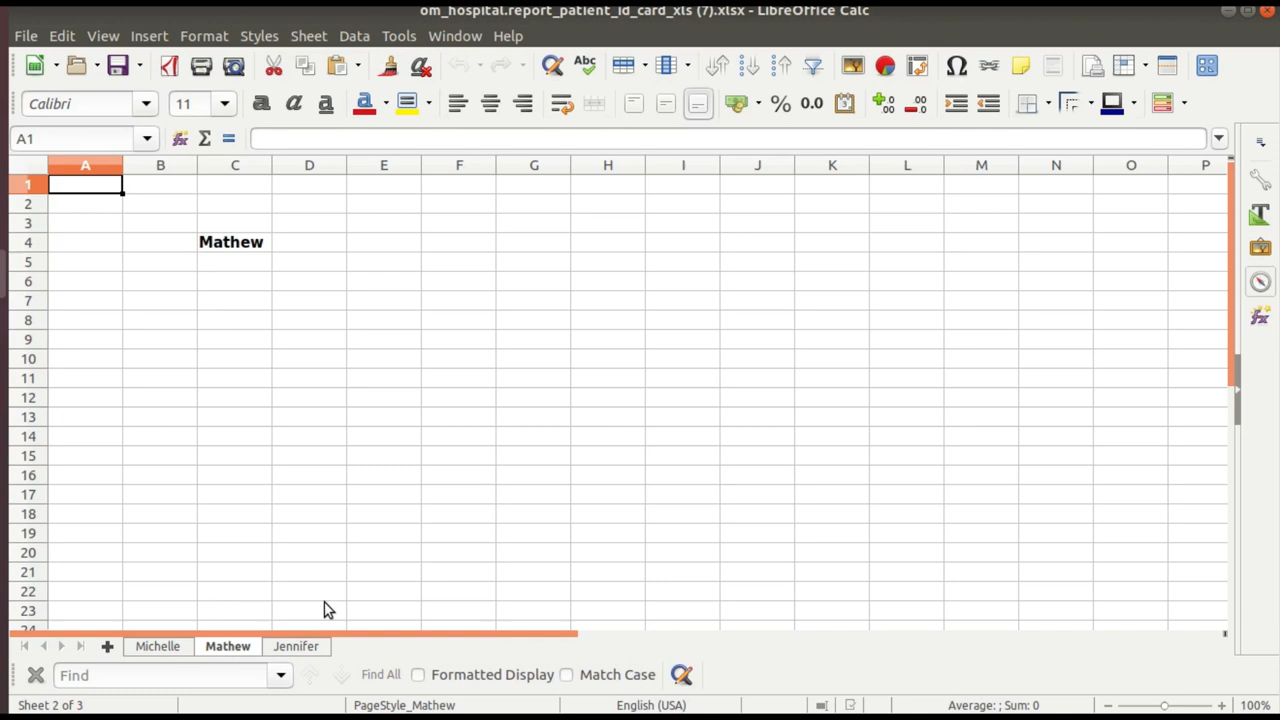 om_hospital.report_patient_id_card_xls (7).xlsx - LibreOffice Calc
File Edit View Insert Format Styles Sheet Data Tools Window Help
Calibri 11
A1
A B C D E F G H I J K L M N O P
1
2
3
4 Mathew
5
6
7
8
9
10
11
12
13
14
15
16
17
18
19
20
21
22
23
24
Michelle Mathew Jennifer
Find Find All Formatted Display Match Case
Sheet 2 of 3 PageStyle_Mathew English (USA) Average: ; Sum: 0 100%